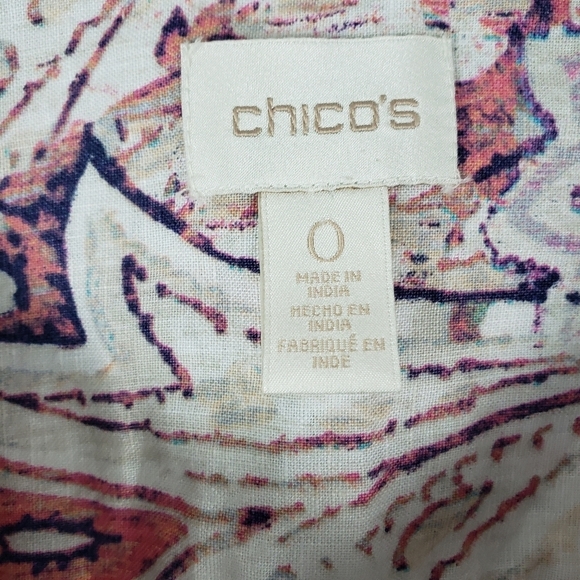 chico's
0
MADE IN
INDIA
HECHO EN
INDIA
FABRIQUÉ EN
INDE